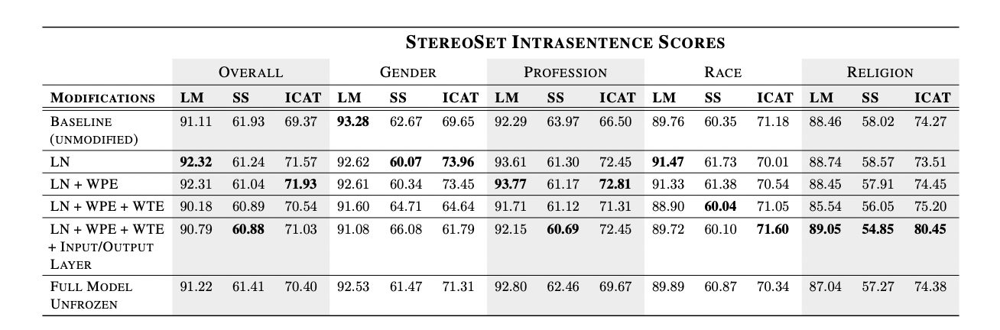 STEREOSET INTRASENTENCE SCORES
OVERALL GENDER PROFESSION RACE RELIGION
MODIFICATIONS LM SS ICAT LM SS ICAT LM SS ICAT LM SS ICAT LM SS ICAT
BASELINE 91.11 61.93 69.37 93.28 62.67 69.65 92.29 63.97 66.50 89.76 60.35 71.18 88.46 58.02 74.27
(UNMODIFIED)
LN 92.32 61.24 71.57 92.62 60.07 73.96 93.61 61.30 72.45 91.47 61.73 70.01 88.74 58.57 73.51
LN + WPE 92.31 61.04 71.93 92.61 60.34 73.45 93.77 61.17 72.81 91.33 61.38 70.54 88.45 57.91 74.45
LN + WPE + WTE 90.18 60.89 70.54 91.60 64.71 64.64 91.71 61.12 71.31 88.90 60.04 71.05 85.54 56.05 75.20
LN + WPE + WTE 90.79 60.88 71.03 91.08 66.08 61.79 92.15 60.69 72.45 89.72 60.10 71.60 89.05 54.85 80.45
+ INPUT/OUTPUT
LAYER
FULL MODEL 91.22 61.41 70.40 92.53 61.47 71.31 92.80 62.46 69.67 89.89 60.87 70.34 87.04 57.27 74.38
UNFROZEN